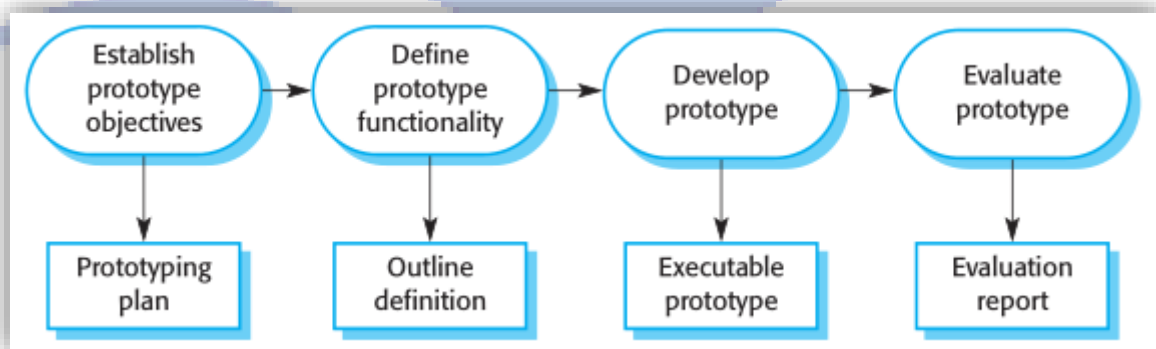 Establish
prototype
objectives
Define
prototype
functionality
Develop
prototype
Evaluate
prototype
Prototyping
plan
Outline
definition
Executable
prototype
Evaluation
report